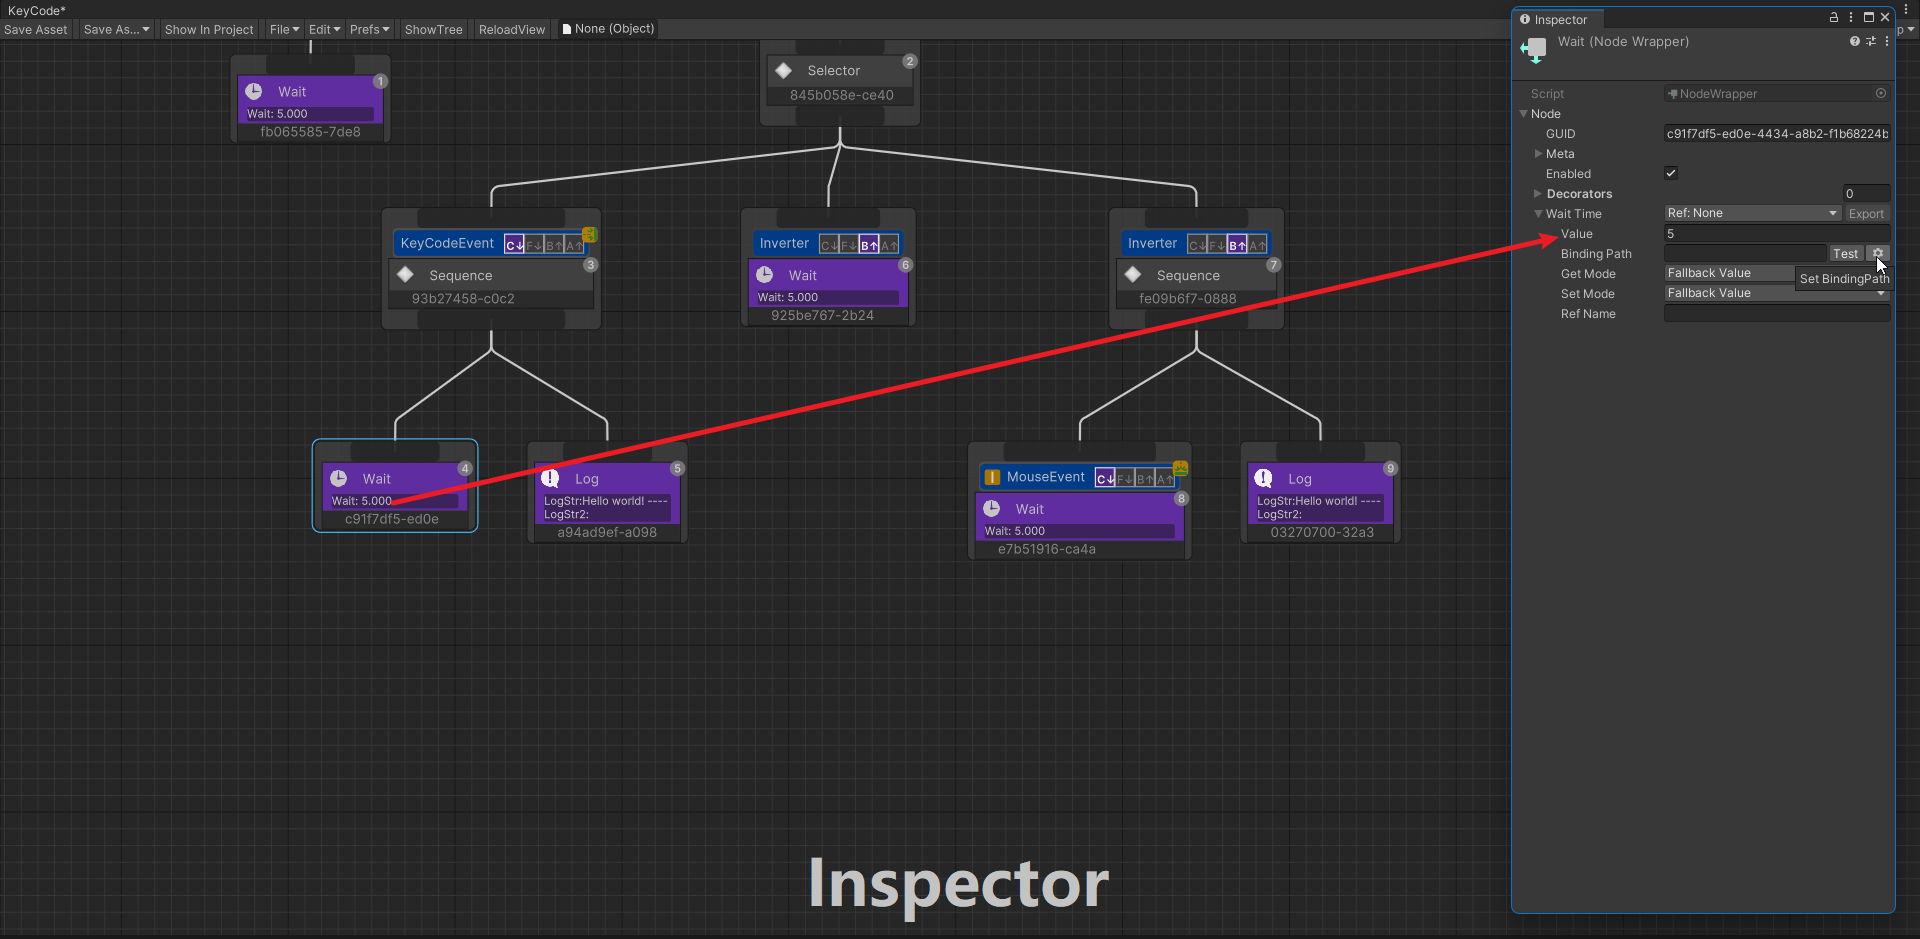 KeyCode*
Save Asset Save As... Show In Project File Edit Prefs ShowTree ReloadView None (Object)
1
Wait
Wait: 5.000
fb065585-7de8
2
Selector
845b058e-ce40
KeyCodeEvent C↓ F↓ B↑ A↑
3
Sequence
93b27458-c0c2
Inverter C↓ F↓ B↑ A↑
6
Wait
Wait: 5.000
925be767-2b24
Inverter C↓ F↓ B↑ A↑
7
Sequence
fe09b6f7-0888
4
Wait
Wait: 5.000
c91f7df5-ed0e
5
Log
LogStr:Hello world! ----
LogStr2:
a94ad9ef-a098
MouseEvent C↓ F↓ B↑ A↑
8
Wait
Wait: 5.000
e7b51916-ca4a
9
Log
LogStr:Hello world! ----
LogStr2:
03270700-32a3
Inspector
Inspector
Wait (Node Wrapper)
Script NodeWrapper
Node
GUID c91f7df5-ed0e-4434-a8b2-f1b68224b
Meta
Enabled
Decorators 0
Wait Time Ref: None Export
Value 5
Binding Path Test
Get Mode Fallback Value
Set BindingPath
Set Mode Fallback Value
Ref Name